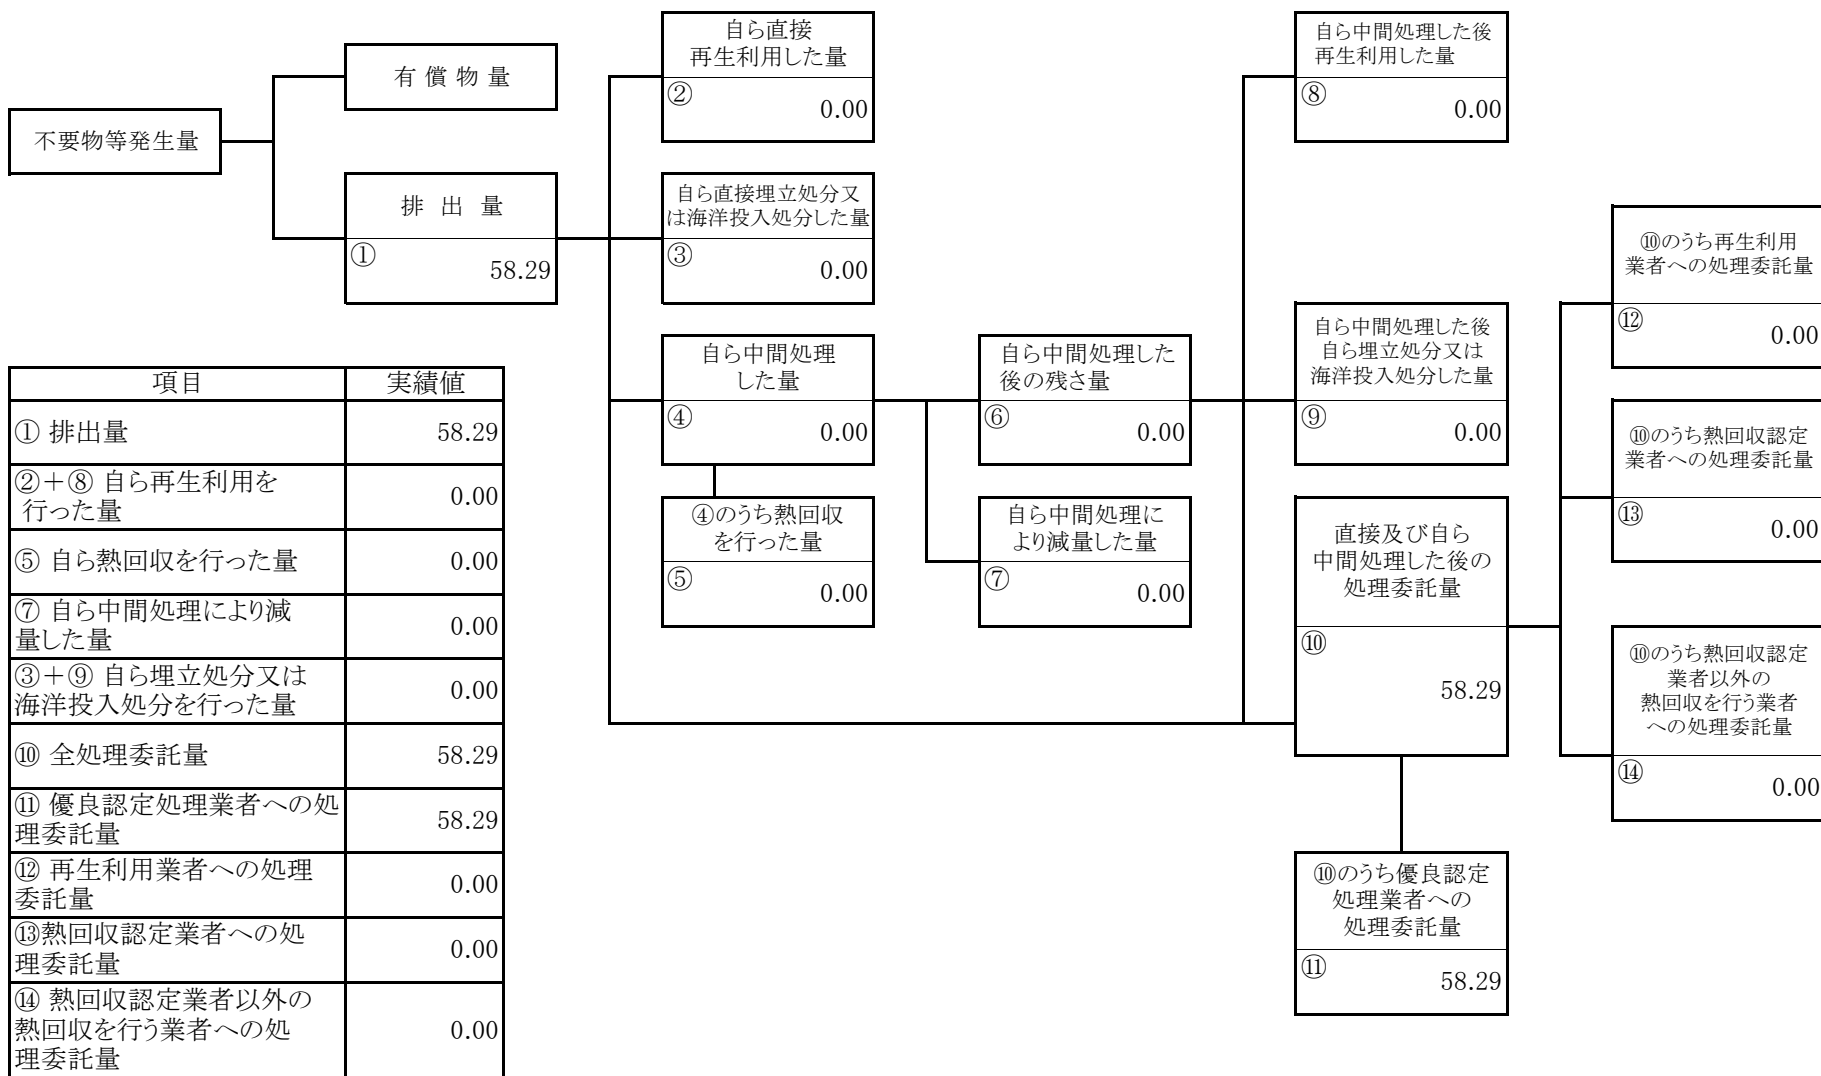 不要物等発生量
有 償 物 量
排 出 量
①
58.29
自ら直接
再生利用した量
②
0.00
自ら直接埋立処分又
は海洋投入処分した量
③
0.00
自ら中間処理
した量
④
0.00
④のうち熱回収
を行った量
⑤
0.00
自ら中間処理した
後の残さ量
⑥
0.00
自ら中間処理に
より減量した量
⑦
0.00
自ら中間処理した後
再生利用した量
⑧
0.00
自ら中間処理した後
自ら埋立処分又は
海洋投入処分した量
⑨
0.00
直接及び自ら
中間処理した後の
処理委託量
⑩
58.29
⑩のうち優良認定
処理業者への
処理委託量
⑪
58.29
⑩のうち再生利用
業者への処理委託量
⑫
0.00
⑩のうち熱回収認定
業者への処理委託量
⑬
0.00
⑩のうち熱回収認定
業者以外の
熱回収を行う業者
への処理委託量
⑭
0.00
項目 実績値
① 排出量 58.29
②＋⑧ 自ら再生利用を
行った量 0.00
⑤ 自ら熱回収を行った量 0.00
⑦ 自ら中間処理により減
量した量 0.00
③＋⑨ 自ら埋立処分又は
海洋投入処分を行った量 0.00
⑩ 全処理委託量 58.29
⑪ 優良認定処理業者への処
理委託量 58.29
⑫ 再生利用業者への処理
委託量 0.00
⑬熱回収認定業者への処
理委託量 0.00
⑭ 熱回収認定業者以外の
熱回収を行う業者への処 0.00
理委託量